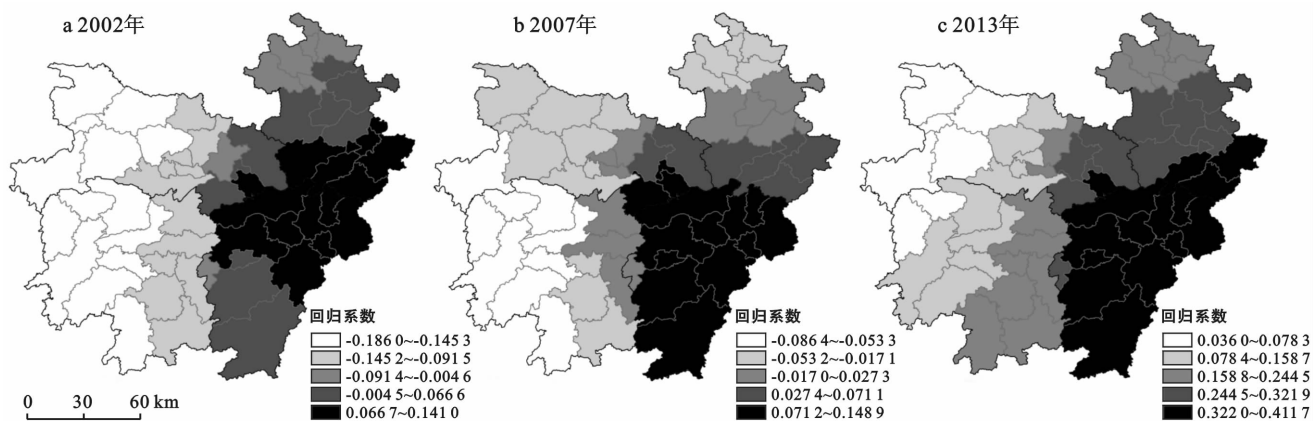 a 2002年
b 2007年
c 2013年
回归系数
-0.186 0~-0.145 3
-0.145 2~-0.091 5
-0.091 4~-0.004 6
-0.004 5~-0.066 6
0.066 7~0.141 0
回归系数
-0.086 4~-0.053 3
-0.053 2~-0.017 1
-0.017 0~-0.027 3
0.027 4~0.071 1
0.071 2~0.148 9
回归系数
0.036 0~0.078 3
0.078 4~0.158 7
0.158 8~0.244 5
0.244 5~0.321 9
0.322 0~0.411 7
0 30 60 km